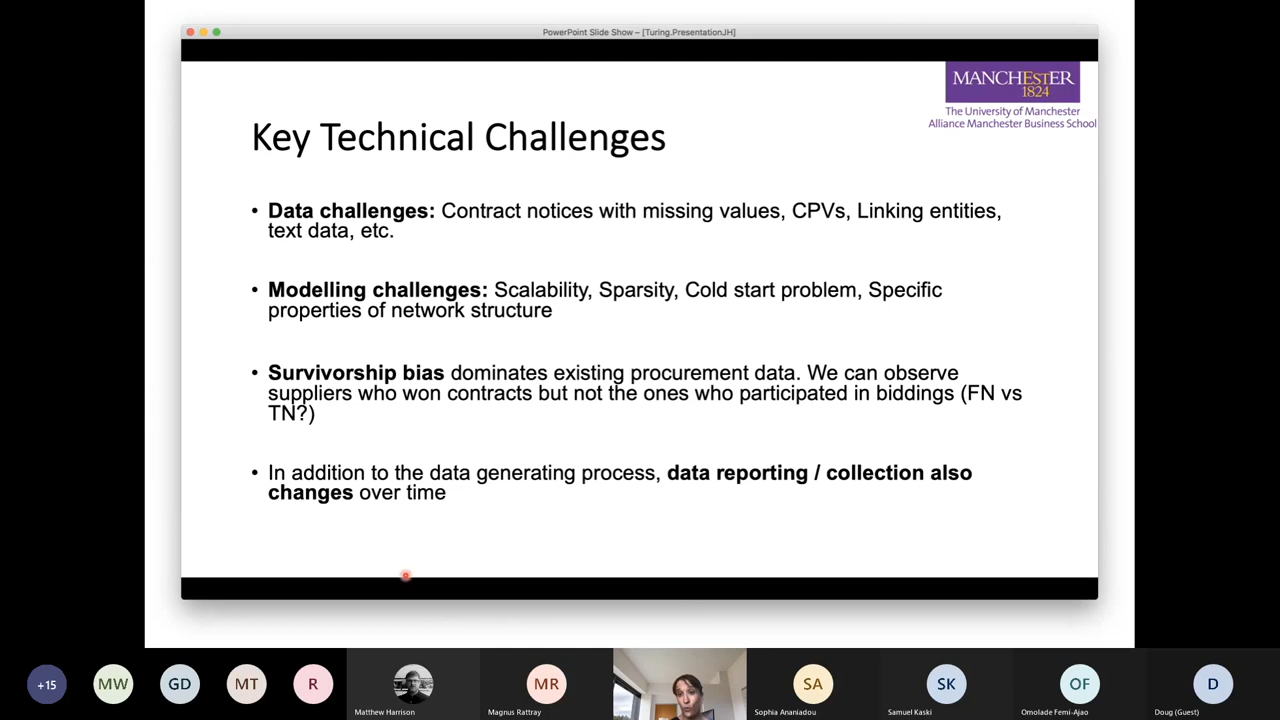 PowerPoint Slide Show – [Turing.PresentationJH]
MANCHESTER
1824
The University of Manchester
Alliance Manchester Business School
Key Technical Challenges
• Data challenges: Contract notices with missing values, CPVs, Linking entities,
text data, etc.
• Modelling challenges: Scalability, Sparsity, Cold start problem, Specific
properties of network structure
• Survivorship bias dominates existing procurement data. We can observe
suppliers who won contracts but not the ones who participated in biddings (FN vs
TN?)
• In addition to the data generating process, data reporting / collection also
changes over time
+15
MW
GD
MT
R
Matthew Harrison
MR
Magnus Rattray
SA
Sophia Ananiadou
SK
Samuel Kaski
OF
Omolade Femi-Ajao
D
Doug (Guest)